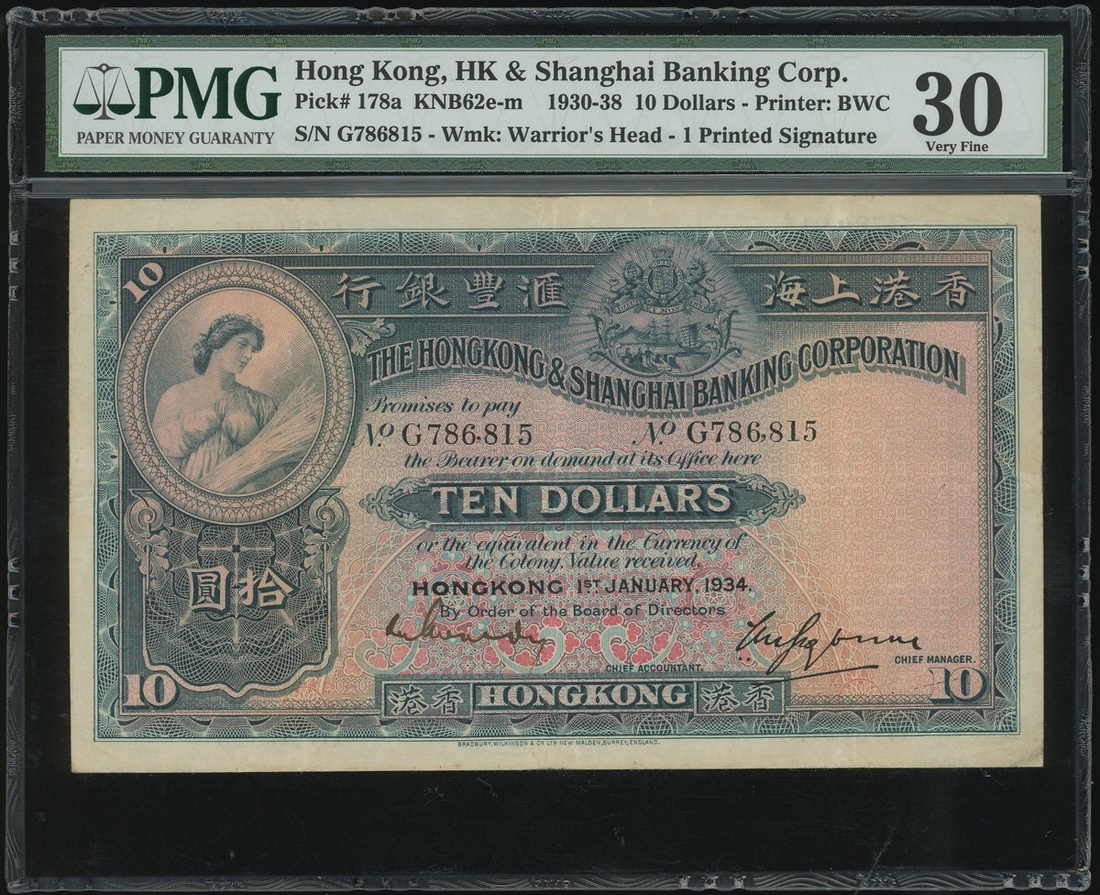 PMG
PAPER MONEY GUARANTY
Hong Kong, HK & Shanghai Banking Corp.
Pick# 178a KNB62e-m 1930-38 10 Dollars - Printer: BWC
S/N G786815 - Wmk: Warrior's Head - 1 Printed Signature
30
Very Fine
10
行銀豐滙 海上港香
THE HONGKONG & SHANGHAI BANKING CORPORATION
Promises to pay
No. G786,815 No. G786,815
the Bearer on demand at its Office here
TEN DOLLARS
or the equivalent in the Currency of
the Colony, Value received.
HONGKONG 1ST JANUARY, 1934.
By Order of the Board of Directors
圓拾
CHIEF ACCOUNTANT.
CHIEF MANAGER.
10 港香 HONGKONG 港香 10
BRADBURY, WILKINSON & CO LTD NEW MALDEN, SURREY, ENGLAND.